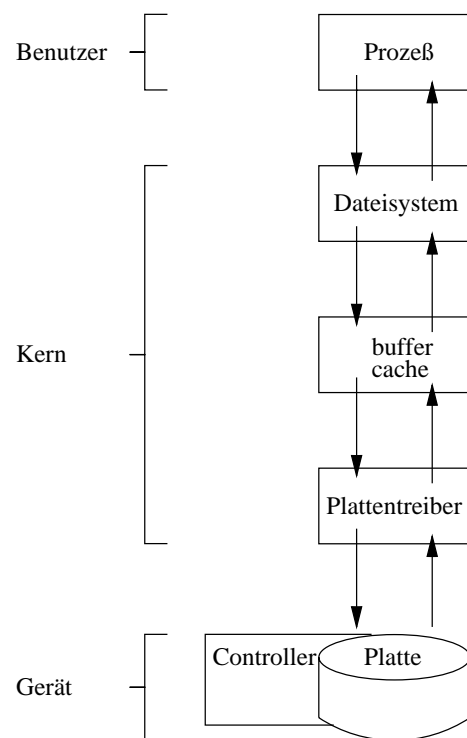 Benutzer
Prozeß
Dateisystem
Kern
buffer
cache
Plattentreiber
Controller
Platte
Gerät